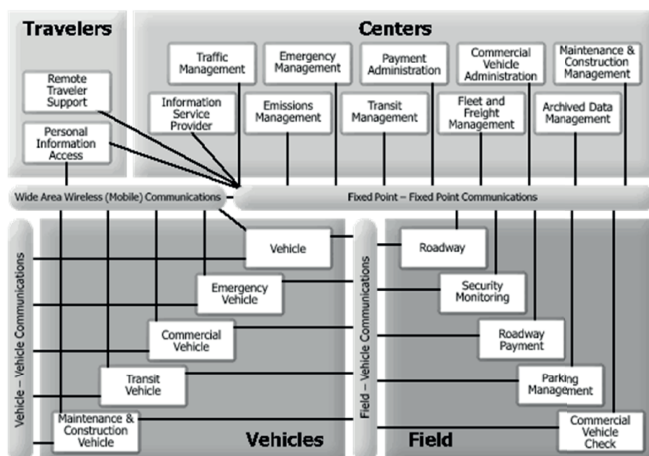 Travelers
Centers
Remote
Traveler
Support
Personal
Information
Access
Traffic
Management
Emergency
Management
Payment
Administration
Commercial
Vehicle
Administration
Maintenance &
Construction
Management
Information
Service
Provider
Emissions
Management
Transit
Management
Fleet and
Freight
Management
Archived Data
Management
Wide Area Wireless (Mobile) Communications
Fixed Point – Fixed Point Communications
Vehicle – Vehicle Communications
Vehicle
Emergency
Vehicle
Commercial
Vehicle
Transit
Vehicle
Maintenance &
Construction
Vehicle
Vehicles
Field – Vehicle Communications
Roadway
Security
Monitoring
Roadway
Payment
Parking
Management
Commercial
Vehicle
Check
Field